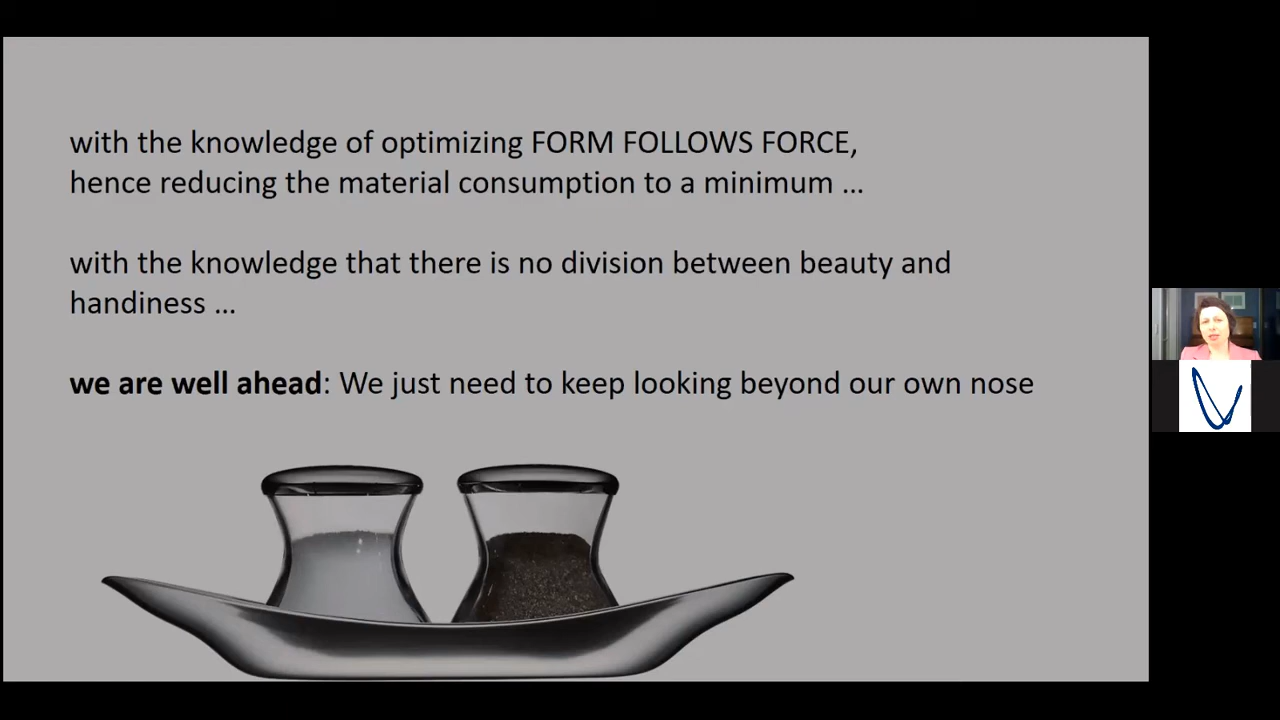 with the knowledge of optimizing FORM FOLLOWS FORCE,
hence reducing the material consumption to a minimum …
with the knowledge that there is no division between beauty and
handiness …
we are well ahead: We just need to keep looking beyond our own nose